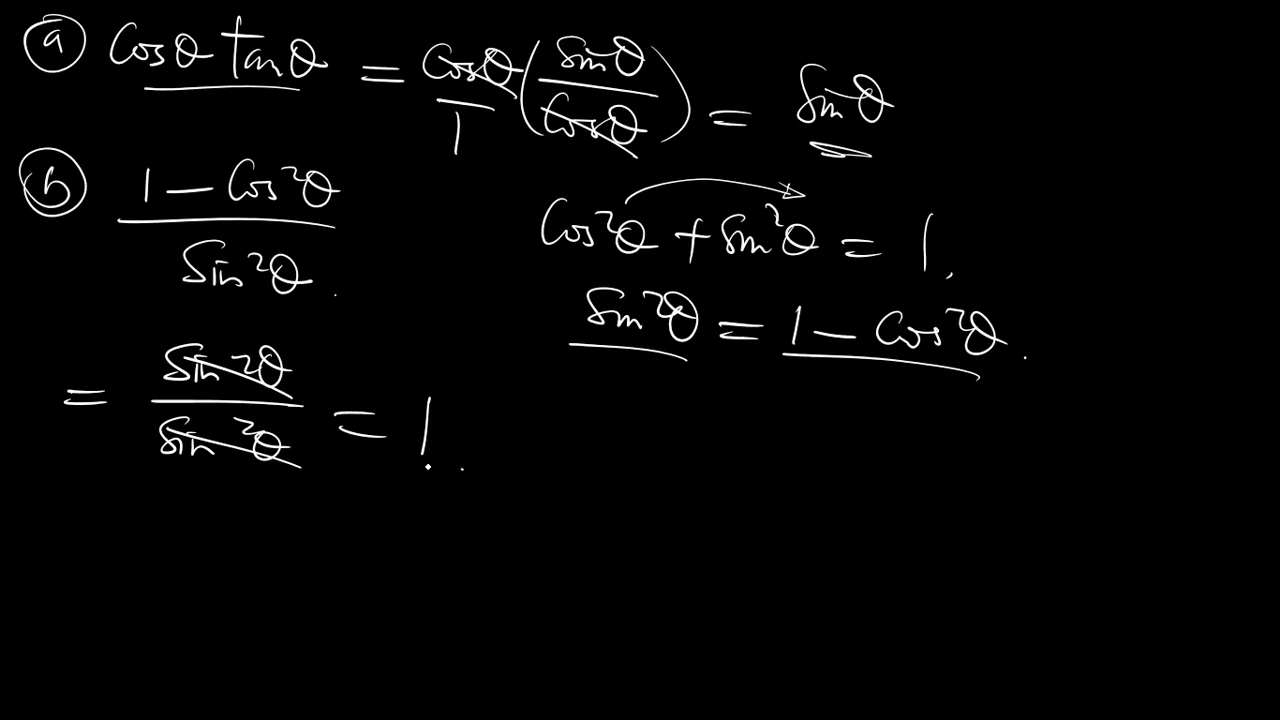 (a) Cosθ tanθ = Cosθ/1 (Sinθ/Cosθ) = Sinθ
(b) (1 - Cos²θ)/Sin²θ
Cos²θ + Sin²θ = 1.
Sin²θ = 1 - Cos²θ.
= Sin²θ/Sin²θ = 1.